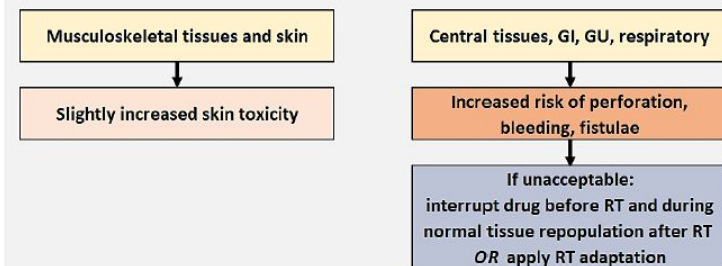 Musculoskeletal tissues and skin
Slightly increased skin toxicity
Central tissues, GI, GU, respiratory
Increased risk of perforation,
bleeding, fistulae
If unacceptable:
interrupt drug before RT and during
normal tissue repopulation after RT
OR apply RT adaptation